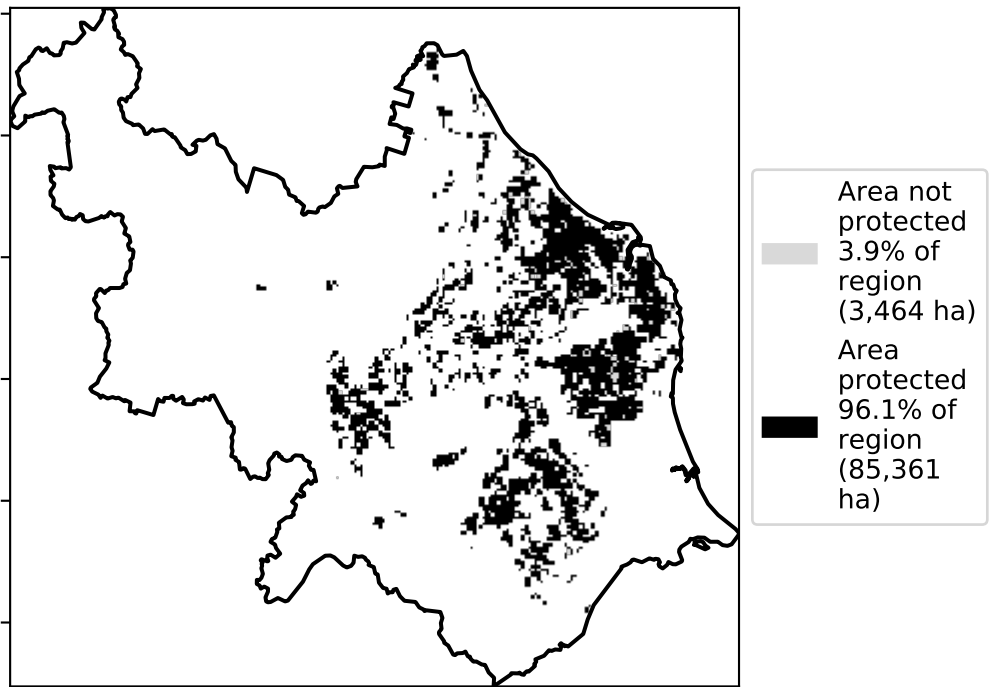 Area not
protected
3.9% of
region
(3,464 ha)
Area
protected
96.1% of
region
(85,361
ha)